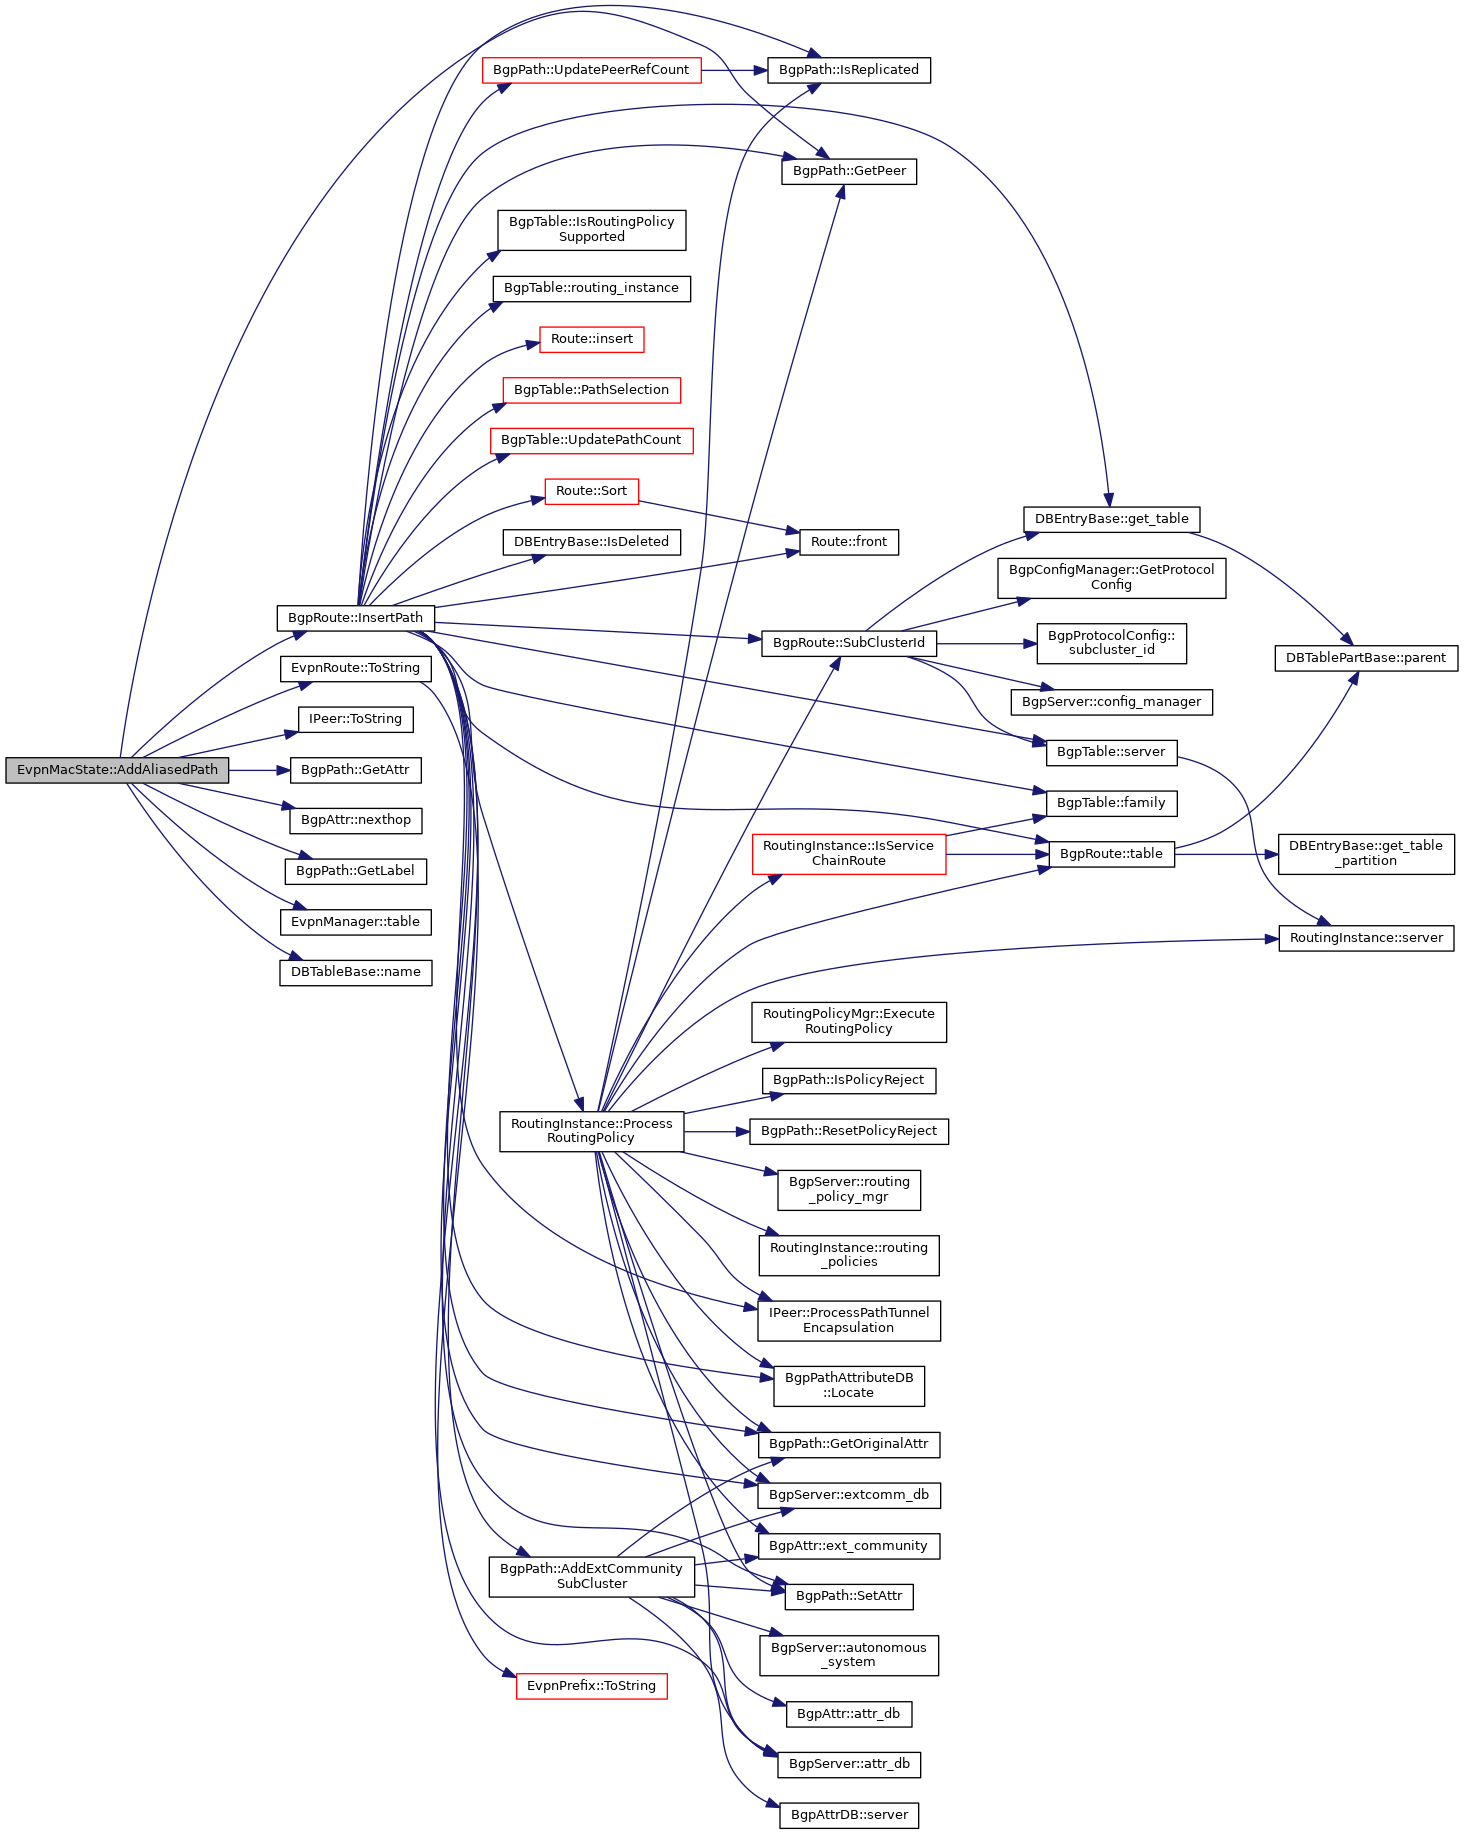 BgpPath::UpdatePeerRefCount
BgpPath::IsReplicated
BgpPath::GetPeer
BgpTable::IsRoutingPolicy
Supported
BgpTable::routing_instance
Route::insert
BgpTable::PathSelection
BgpTable::UpdatePathCount
Route::Sort
DBEntryBase::get_table
DBEntryBase::IsDeleted
Route::front
BgpConfigManager::GetProtocol
Config
BgpRoute::InsertPath
BgpRoute::SubClusterId
BgpProtocolConfig::
subcluster_id
DBTablePartBase::parent
EvpnRoute::ToString
BgpServer::config_manager
IPeer::ToString
BgpTable::server
EvpnMacState::AddAliasedPath
BgpPath::GetAttr
BgpTable::family
BgpAttr::nexthop
RoutingInstance::IsService
ChainRoute
BgpRoute::table
DBEntryBase::get_table
_partition
BgpPath::GetLabel
EvpnManager::table
RoutingInstance::server
DBTableBase::name
RoutingPolicyMgr::Execute
RoutingPolicy
BgpPath::IsPolicyReject
RoutingInstance::Process
RoutingPolicy
BgpPath::ResetPolicyReject
BgpServer::routing
_policy_mgr
RoutingInstance::routing
_policies
IPeer::ProcessPathTunnel
Encapsulation
BgpPathAttributeDB
::Locate
BgpPath::GetOriginalAttr
BgpServer::extcomm_db
BgpAttr::ext_community
BgpPath::AddExtCommunity
SubCluster
BgpPath::SetAttr
BgpServer::autonomous
_system
EvpnPrefix::ToString
BgpAttr::attr_db
BgpServer::attr_db
BgpAttrDB::server